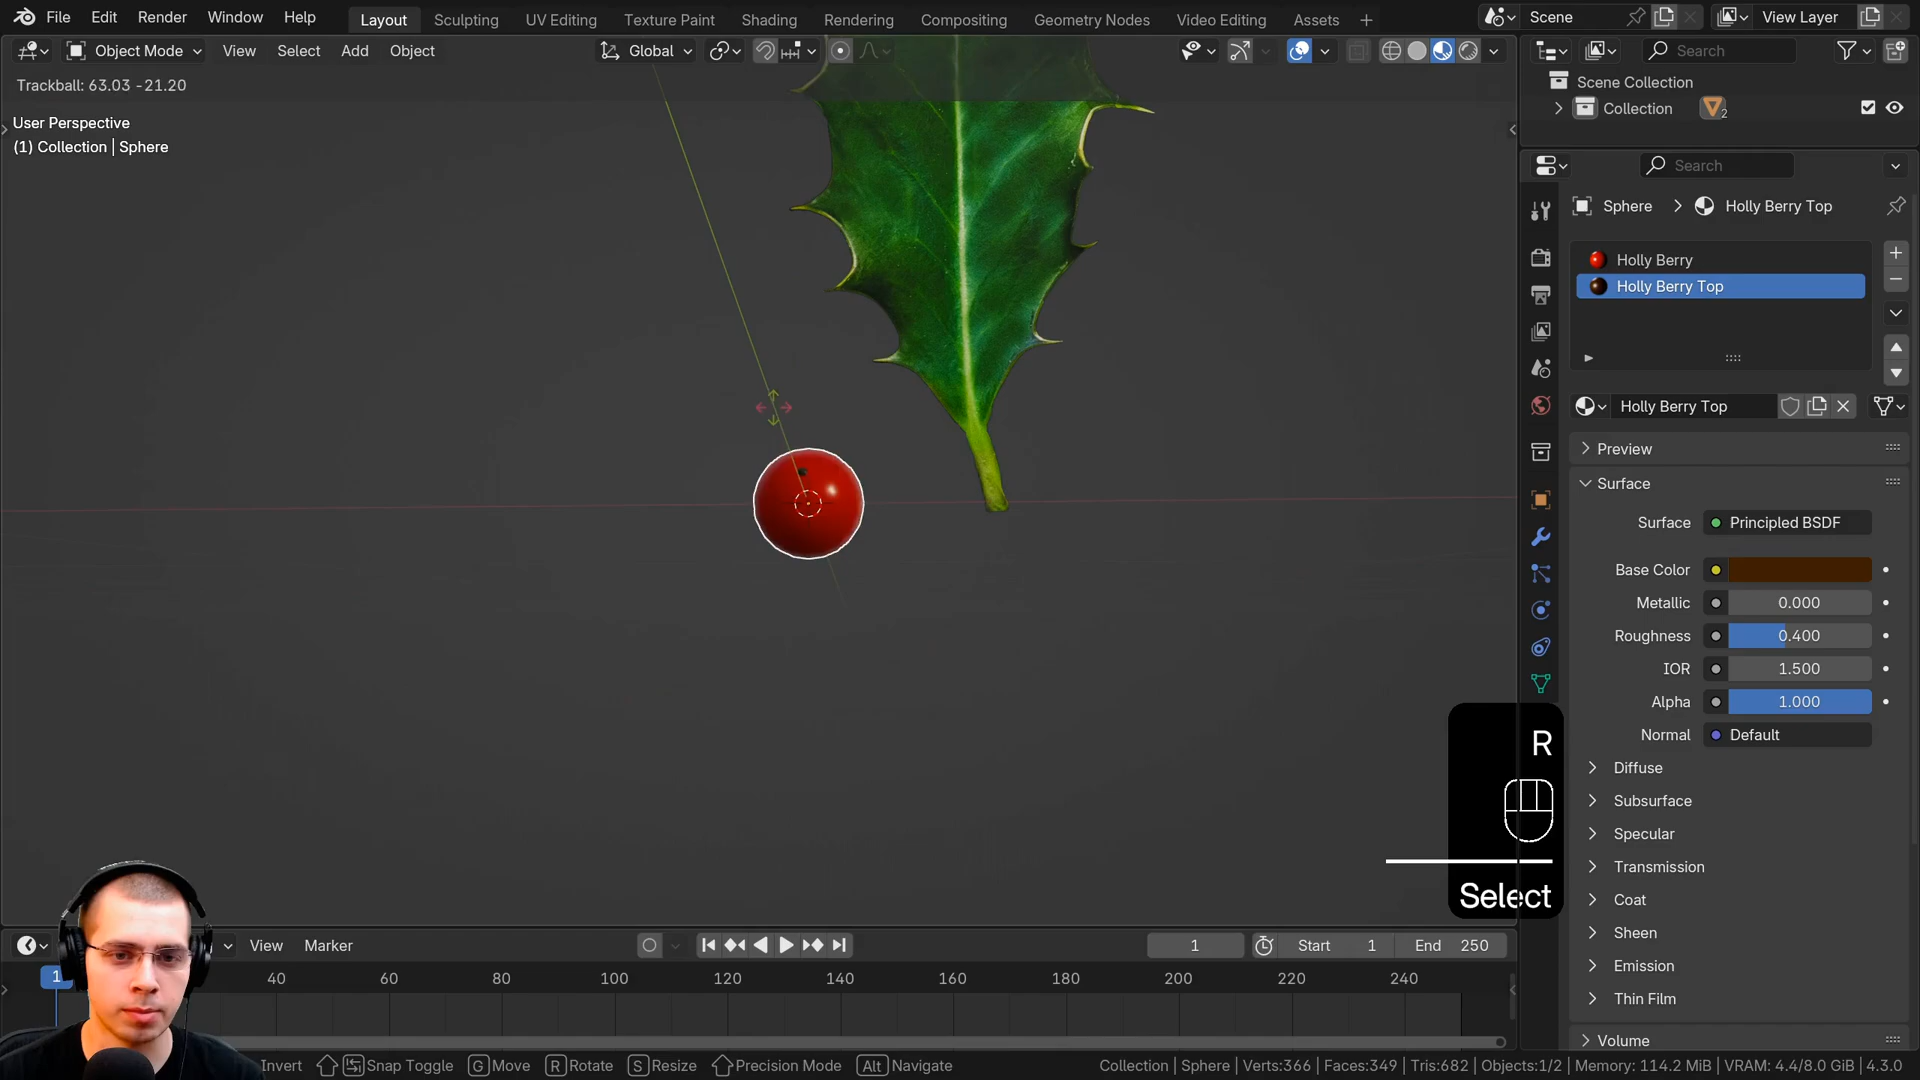 File Edit Render Window Help Layout Sculpting UV Editing Texture Paint Shading Animation Rendering Compositing Geometry Nodes Video Editing Assets + Scene View Layer
Object Mode View Select Add Object Global Search
Trackball: 63.03 -21.20
User Perspective
(1) Collection | Sphere
Scene Collection
Collection 2
Search
Sphere > Holly Berry Top
Holly Berry
Holly Berry Top
Holly Berry Top
Preview
Surface
Surface Principled BSDF
Base Color
Metallic 0.000
Roughness 0.400
IOR 1.500
Alpha 1.000
Normal Default
Diffuse
Subsurface
Specular
Transmission
Coat
Sheen
Emission
Thin Film
Volume
R
Select
View Marker 1 Start 1 End 250
1 40 60 80 100 120 140 160 180 200 220 240
Invert Snap Toggle G Move R Rotate S Resize Precision Mode Alt Navigate Collection | Sphere | Verts:366 | Faces:349 | Tris:682 | Objects:1/2 | Memory: 114.2 MiB | VRAM: 4.4/8.0 GiB | 4.3.0